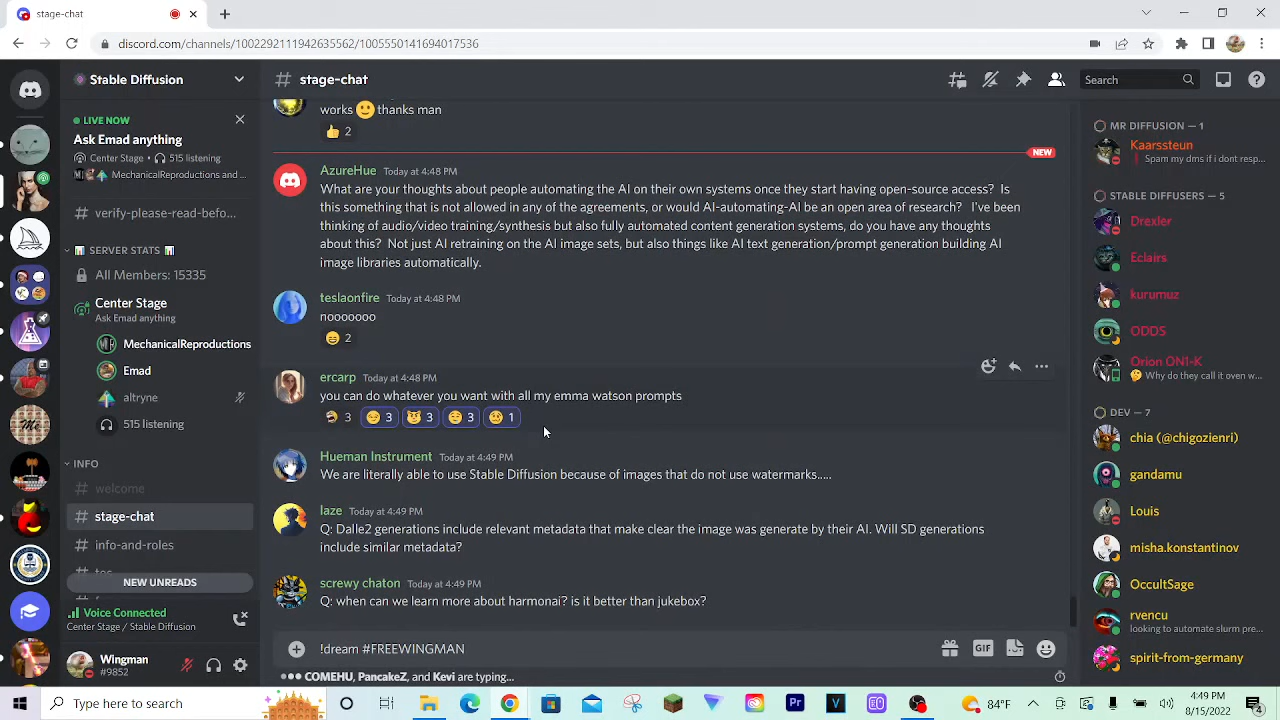 stage-chat
discord.com/channels/1002292111942635562/1005550141694017536
Stable Diffusion
LIVE NOW
Ask Emad anything
Center Stage • 515 listening
MechanicalReproductions and ...
# verify-please-read-befo...
SERVER STATS
All Members: 15335
Center Stage
Ask Emad anything
MechanicalReproductions
Emad
altryne
515 listening
INFO
# welcome
# stage-chat
# info-and-roles
NEW UNREADS
Voice Connected
Center Stage / Stable Diffusion
Wingman
#9852
# stage-chat
Search
works 🙂 thanks man
👍 2
NEW
AzureHue Today at 4:48 PM
What are your thoughts about people automating the AI on their own systems once they start having open-source access? Is
this something that is not allowed in any of the agreements, or would AI-automating-AI be an open area of research? I've been
thinking of audio/video training/synthesis but also fully automated content generation systems, do you have any thoughts
about this? Not just AI retraining on the AI image sets, but also things like AI text generation/prompt generation building AI
image libraries automatically.
teslaonfire Today at 4:48 PM
nooooooo
2
ercarp Today at 4:48 PM
you can do whatever you want with all my emma watson prompts
3 3 3 3 1
Hueman Instrument Today at 4:49 PM
We are literally able to use Stable Diffusion because of images that do not use watermarks.....
laze Today at 4:49 PM
Q: Dalle2 generations include relevant metadata that make clear the image was generate by their AI. Will SD generations
include similar metadata?
screwy chaton Today at 4:49 PM
Q: when can we learn more about harmonai? is it better than jukebox?
!dream #FREEWINGMAN
GIF
COMEHU, PancakeZ, and Kevi are typing...
MR DIFFUSION — 1
Kaarssteun
Spam my dms if i dont resp...
STABLE DIFFUSERS — 5
Drexler
Eclairs
kurumuz
ODDS
Orion ON1-K
Why do they call it oven w...
DEV — 7
chia (@chigozienri)
gandamu
Louis
misha.konstantinov
OccultSage
rvencu
looking to automate slurm pre...
spirit-from-germany
Type here to search
84°F
4:49 PM
8/15/2022
4